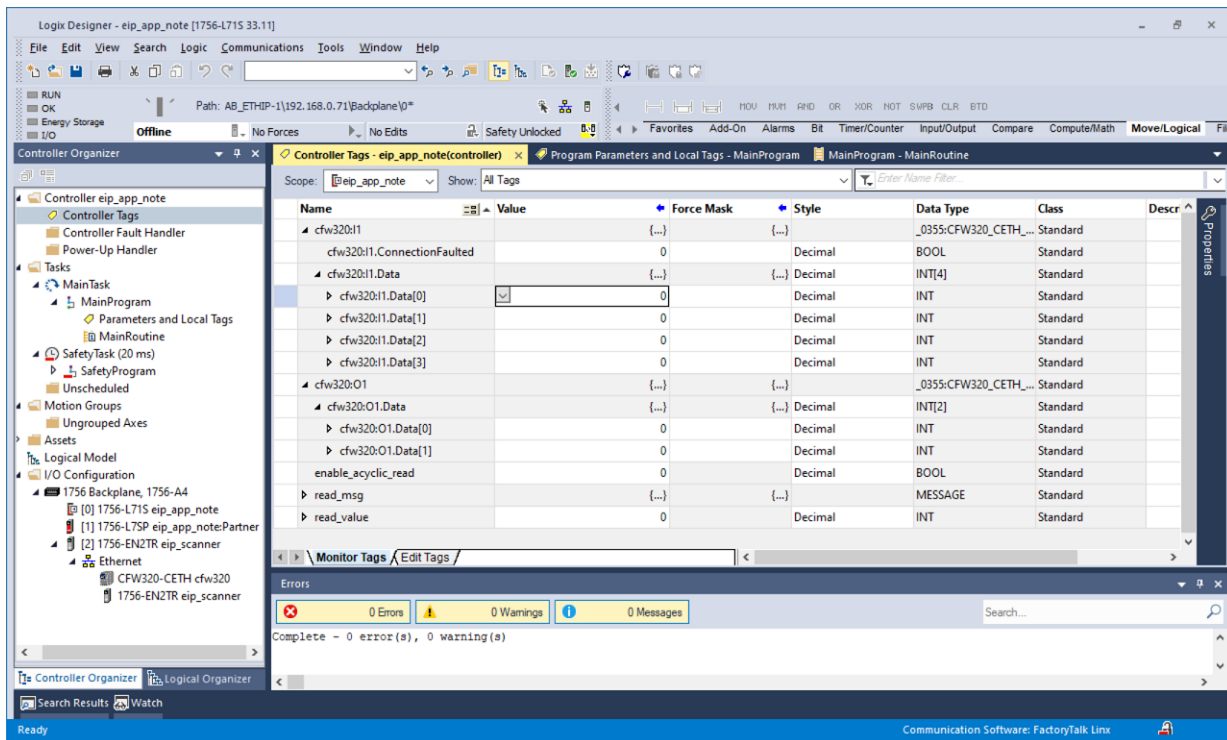 Logix Designer - eip_app_note [1756-L71S 33.11]
File Edit View Search Logic Communications Tools Window Help
RUN
OK
Energy Storage
I/O
Path: AB_ETHIP-1\192.168.0.71\Backplane\0*
MOV MVM AND OR XOR NOT SWPB CLR BTD
Offline No Forces No Edits Safety Unlocked Favorites Add-On Alarms Bit Timer/Counter Input/Output Compare Compute/Math Move/Logical Fil
Controller Organizer
Controller Tags - eip_app_note(controller) Program Parameters and Local Tags - MainProgram MainProgram - MainRoutine
Scope: eip_app_note Show: All Tags Enter Name Filter...
Controller eip_app_note
Controller Tags
Controller Fault Handler
Power-Up Handler
Tasks
MainTask
MainProgram
Parameters and Local Tags
MainRoutine
SafetyTask (20 ms)
SafetyProgram
Unscheduled
Motion Groups
Ungrouped Axes
Assets
Logical Model
I/O Configuration
1756 Backplane, 1756-A4
[0] 1756-L71S eip_app_note
[1] 1756-L7SP eip_app_note:Partner
[2] 1756-EN2TR eip_scanner
Ethernet
CFW320-CETH cfw320
1756-EN2TR eip_scanner
Controller Organizer Logical Organizer
Name Value Force Mask Style Data Type Class Descr
cfw320:I1 {...} {...} _0355:CFW320_CETH_... Standard
cfw320:I1.ConnectionFaulted 0 Decimal BOOL Standard
cfw320:I1.Data {...} {...} Decimal INT[4] Standard
cfw320:I1.Data[0] 0 Decimal INT Standard
cfw320:I1.Data[1] 0 Decimal INT Standard
cfw320:I1.Data[2] 0 Decimal INT Standard
cfw320:I1.Data[3] 0 Decimal INT Standard
cfw320:O1 {...} {...} _0355:CFW320_CETH_... Standard
cfw320:O1.Data {...} {...} Decimal INT[2] Standard
cfw320:O1.Data[0] 0 Decimal INT Standard
cfw320:O1.Data[1] 0 Decimal INT Standard
enable_acyclic_read 0 Decimal BOOL Standard
read_msg {...} {...} MESSAGE Standard
read_value 0 Decimal INT Standard
Monitor Tags Edit Tags
Properties
Errors
0 Errors 0 Warnings 0 Messages Search...
Complete - 0 error(s), 0 warning(s)
Search Results Watch
Ready Communication Software: FactoryTalk Linx